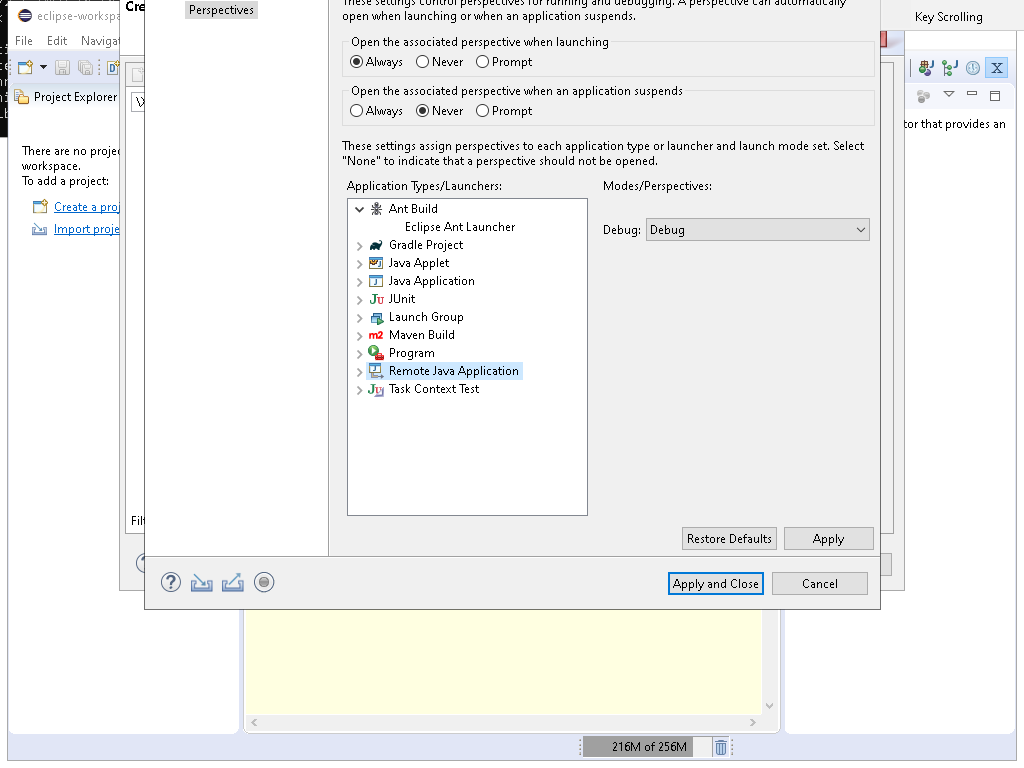 eclipse-workspa
Cre
Perspectives
These settings control perspectives for running and debugging. A perspective can automatically
open when launching or when an application suspends.
Key Scrolling
File Edit Navigat
Open the associated perspective when launching
Always Never Prompt
Open the associated perspective when an application suspends
Always Never Prompt
Project Explorer
tor that provides an
These settings assign perspectives to each application type or launcher and launch mode set. Select
"None" to indicate that a perspective should not be opened.
There are no proje
workspace.
To add a project:
Create a proj
Import proje
Application Types/Launchers:
Modes/Perspectives:
Ant Build
Eclipse Ant Launcher
Gradle Project
Java Applet
Java Application
JUnit
Launch Group
Maven Build
Program
Remote Java Application
Task Context Test
Debug: Debug
Filt
Restore Defaults Apply
Apply and Close Cancel
216M of 256M